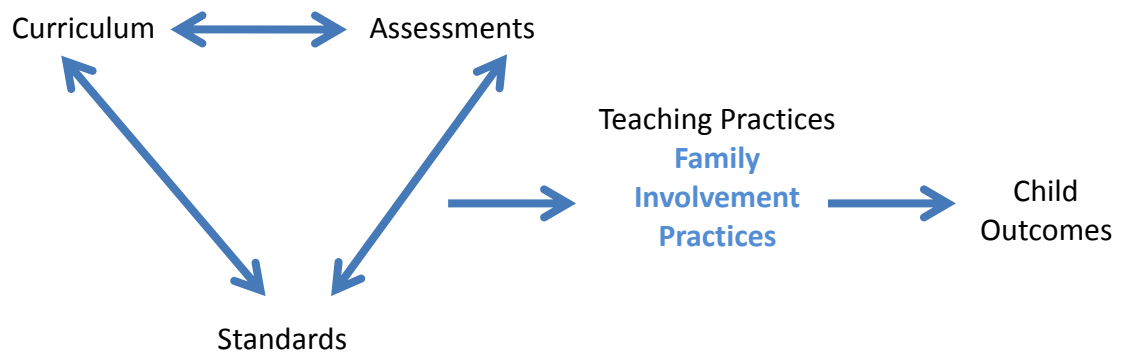 Curriculum
Assessments
Teaching Practices
Family
Involvement
Practices
Child
Outcomes
Standards